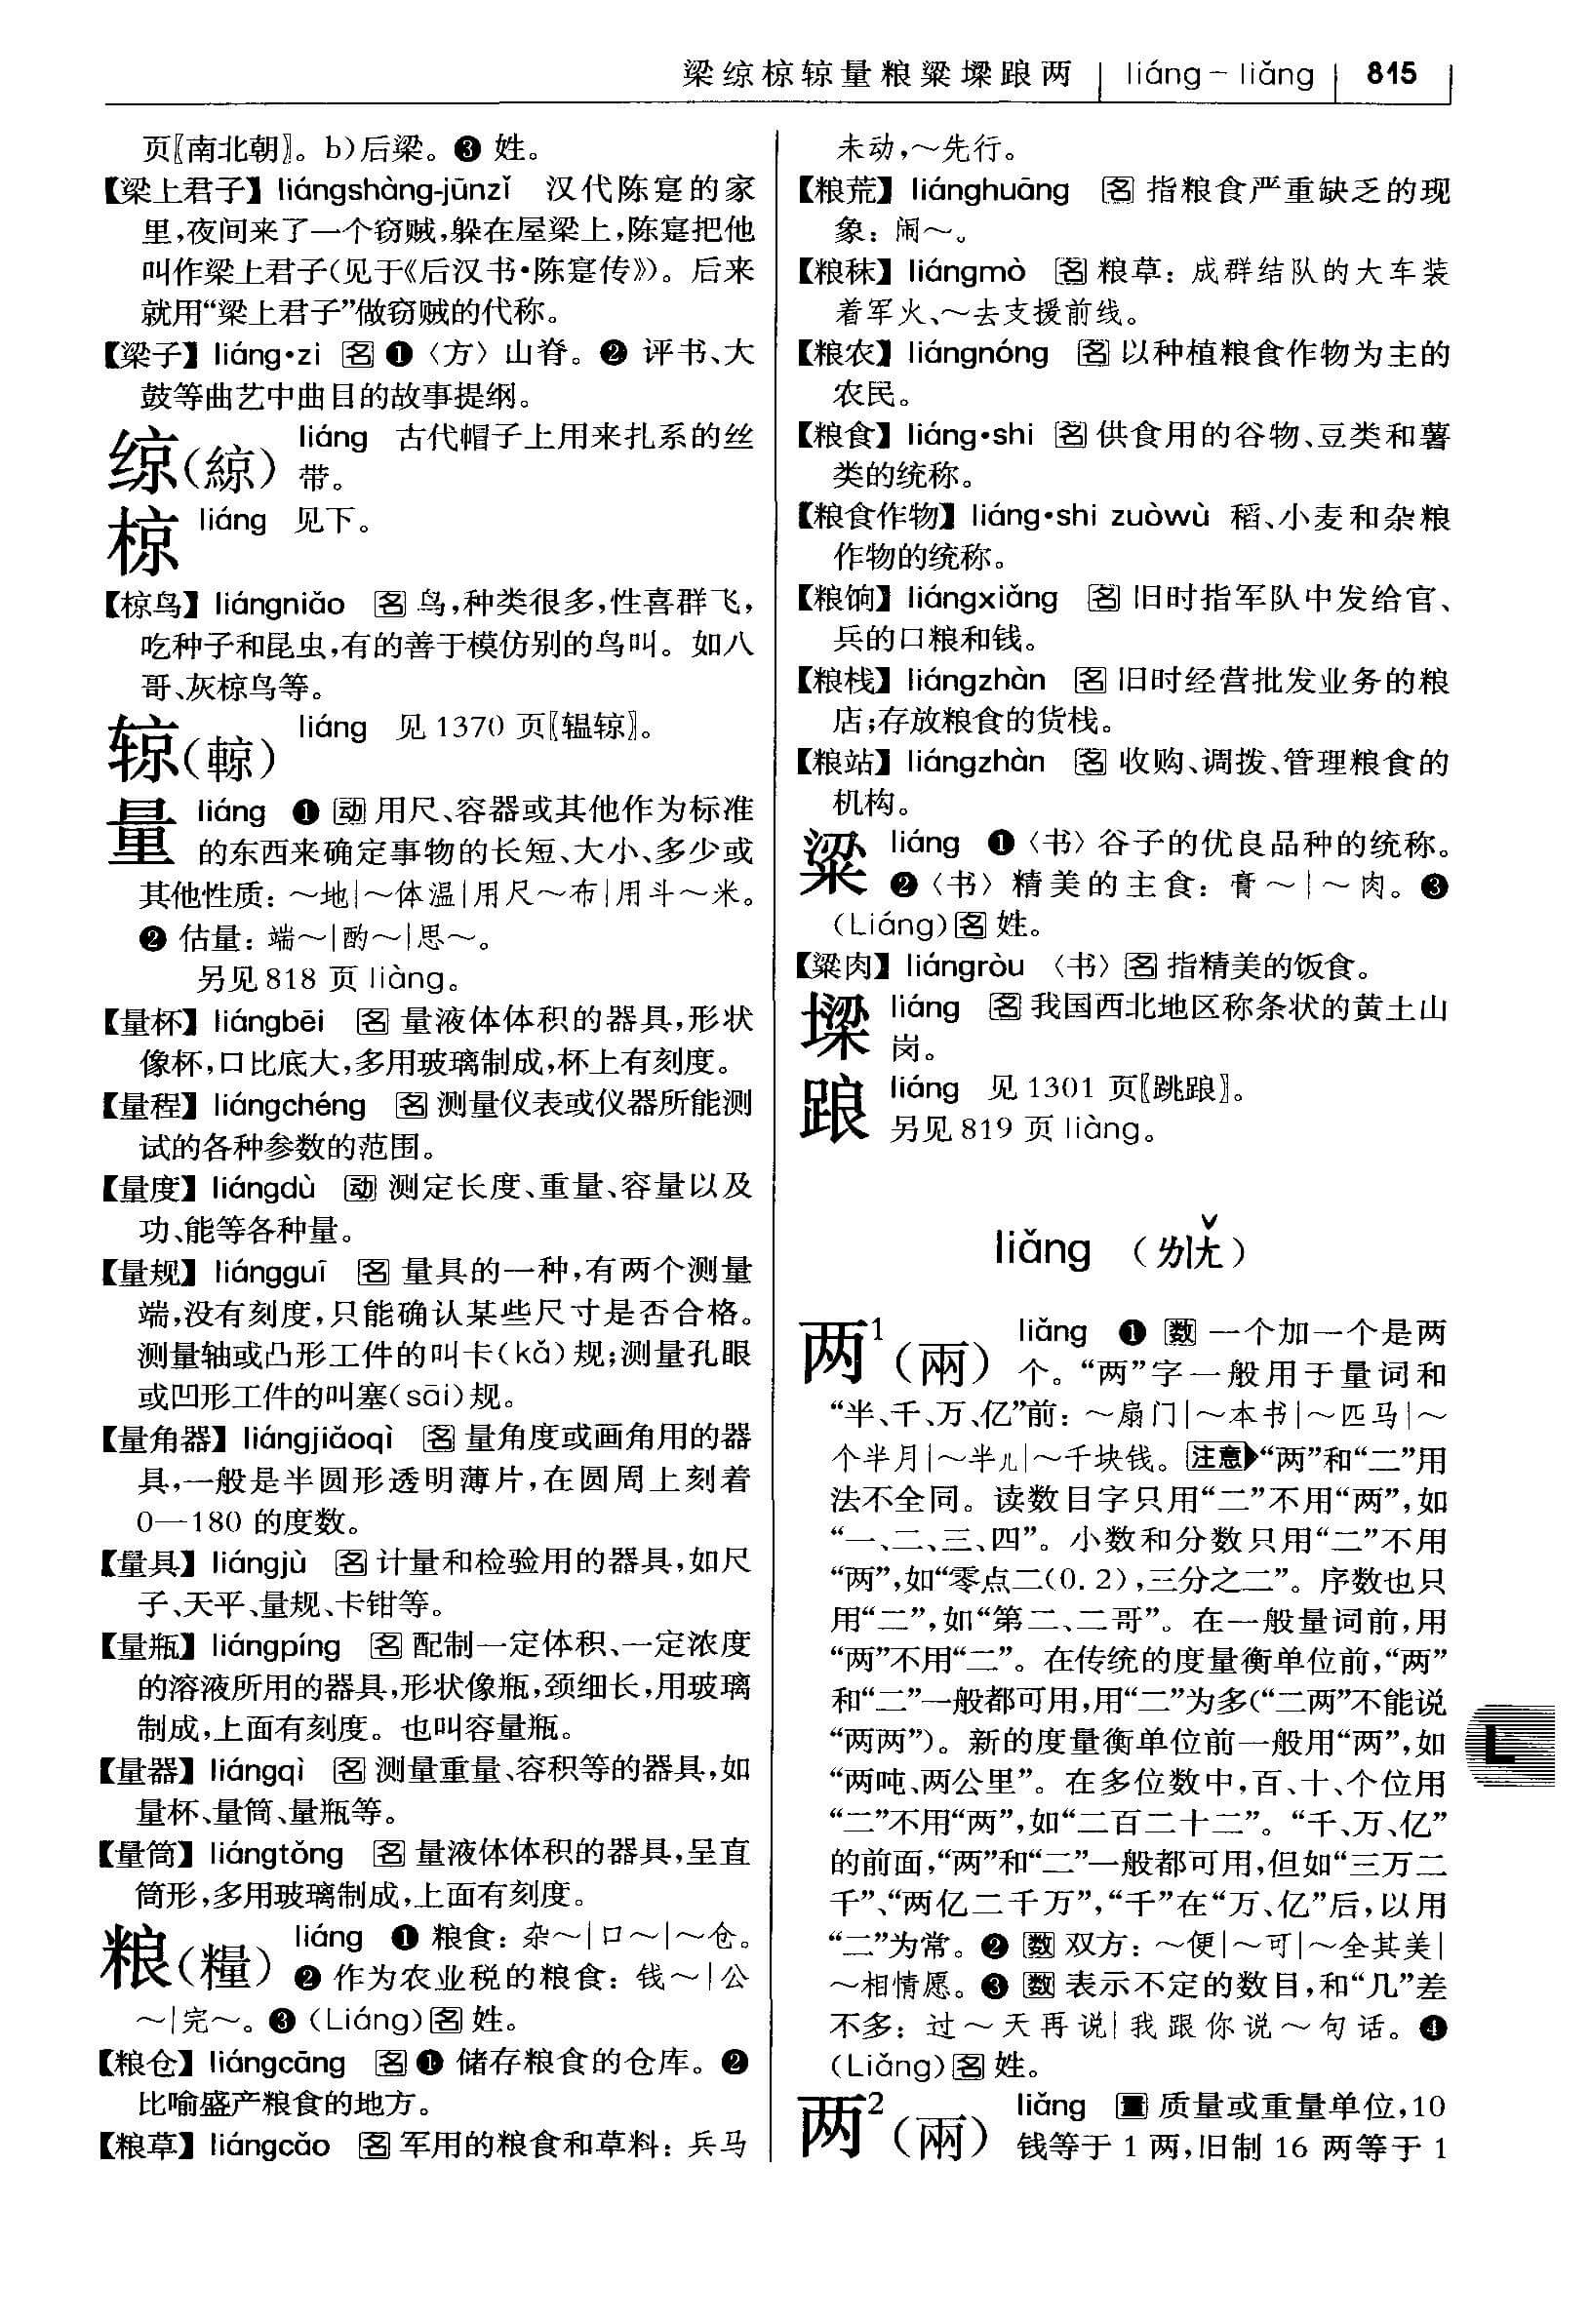 梁综椋辌量粮粱墚踉两 | liáng – liǎng | 815
页〖南北朝〗。b)后梁。❸ 姓。
【梁上君子】liángshàng-jūnzǐ 汉代陈寔的家
里,夜间来了一个窃贼,躲在屋梁上,陈寔把他
叫作梁上君子(见于《后汉书·陈寔传》)。后来
就用“梁上君子”做窃贼的代称。
【梁子】liáng•zi 名 ❶〈方〉山脊。❷ 评书、大
鼓等曲艺中曲目的故事提纲。
综(綡) liáng 古代帽子上用来扎系的丝
带。
椋 liáng 见下。
【椋鸟】liángniǎo 名 鸟,种类很多,性喜群飞,
吃种子和昆虫,有的善于模仿别的鸟叫。如八
哥、灰椋鸟等。
辌(輬) liáng 见 1370 页〖辒辌〗。
量 liáng ❶ 动 用尺、容器或其他作为标准
的东西来确定事物的长短、大小、多少或
其他性质:~地|~体温|用尺~布|用斗~米。
❷ 估量:端~|酌~|思~。
另见 818 页 liàng。
【量杯】liángbēi 名 量液体体积的器具,形状
像杯,口比底大,多用玻璃制成,杯上有刻度。
【量程】liángchéng 名 测量仪表或仪器所能测
试的各种参数的范围。
【量度】liángdù 动 测定长度、重量、容量以及
功、能等各种量。
【量规】liángguī 名 量具的一种,有两个测量
端,没有刻度,只能确认某些尺寸是否合格。
测量轴或凸形工件的叫卡(kǎ)规;测量孔眼
或凹形工件的叫塞(sāi)规。
【量角器】liángjiǎoqì 名 量角度或画角用的器
具,一般是半圆形透明薄片,在圆周上刻着
0—180 的度数。
【量具】liángjù 名 计量和检验用的器具,如尺
子、天平、量规、卡钳等。
【量瓶】liángpíng 名 配制一定体积、一定浓度
的溶液所用的器具,形状像瓶,颈细长,用玻璃
制成,上面有刻度。也叫容量瓶。
【量器】liángqì 名 测量重量、容积等的器具,如
量杯、量筒、量瓶等。
【量筒】liángtǒng 名 量液体体积的器具,呈直
筒形,多用玻璃制成,上面有刻度。
粮(糧) liáng ❶ 粮食:杂~|口~|~仓。
❷ 作为农业税的粮食:钱~|公
~|完~。❸ (Liáng) 名 姓。
【粮仓】liángcāng 名 ❶ 储存粮食的仓库。❷
比喻盛产粮食的地方。
【粮草】liángcǎo 名 军用的粮食和草料:兵马
未动,~先行。
【粮荒】liánghuāng 名 指粮食严重缺乏的现
象:闹~。
【粮秣】liángmò 名 粮草:成群结队的大车装
着军火、~去支援前线。
【粮农】liángnóng 名 以种植粮食作物为主的
农民。
【粮食】liáng•shi 名 供食用的谷物、豆类和薯
类的统称。
【粮食作物】liáng•shi zuòwù 稻、小麦和杂粮
作物的统称。
【粮饷】liángxiǎng 名 旧时指军队中发给官、
兵的口粮和钱。
【粮栈】liángzhàn 名 旧时经营批发业务的粮
店;存放粮食的货栈。
【粮站】liángzhàn 名 收购、调拨、管理粮食的
机构。
粱 liáng ❶〈书〉谷子的优良品种的统称。
❷〈书〉精美的主食:膏~|~肉。❸
(Liáng) 名 姓。
【粱肉】liángròu 〈书〉名 指精美的饭食。
墚 liáng 名 我国西北地区称条状的黄土山
岗。
踉 liáng 见 1301 页〖跳踉〗。
另见 819 页 liàng。
liǎng (ㄌㄧㄤˇ)
两¹(兩) liǎng ❶ 数 一个加一个是两
个。“两”字一般用于量词和
“半、千、万、亿”前:~扇门|~本书|~匹马|~
个半月|~半儿|~千块钱。注意 “两”和“二”用
法不全同。读数目字只用“二”不用“两”,如
“一、二、三、四”。小数和分数只用“二”不用
“两”,如“零点二(0.2),三分之二”。序数也只
用“二”,如“第二、二哥”。在一般量词前,用
“两”不用“二”。在传统的度量衡单位前,“两”
和“二”一般都可用,用“二”为多(“二两”不能说
“两两”)。新的度量衡单位前一般用“两”,如
“两吨、两公里”。在多位数中,百、十、个位用
“二”不用“两”,如“二百二十二”。“千、万、亿”
的前面,“两”和“二”一般都可用,但如“三万二
千”、“两亿二千万”,“千”在“万、亿”后,以用
“二”为常。❷ 数 双方:~便|~可|~全其美|
~相情愿。❸ 数 表示不定的数目,和“几”差
不多:过~天再说|我跟你说~句话。❹
(Liǎng) 名 姓。
两²(兩) liǎng 量 质量或重量单位,10
钱等于 1 两,旧制 16 两等于 1
L